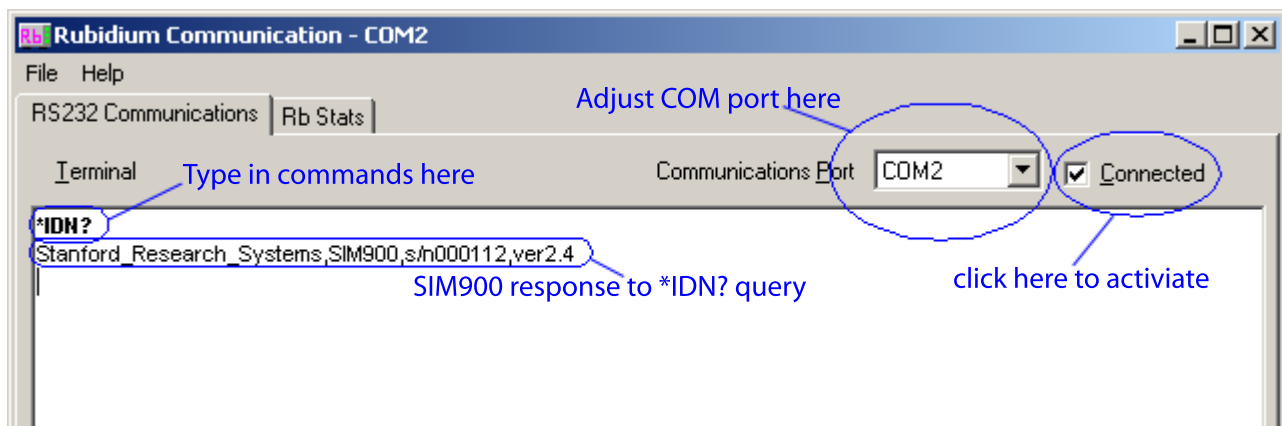 Rb Rubidium Communication - COM2
File Help
RS232 Communications Rb Stats
Adjust COM port here
Terminal Type in commands here Communications Port COM2 Connected
*IDN?
Stanford_Research_Systems,SIM900,s/n000112,ver2.4
SIM900 response to *IDN? query click here to activiate